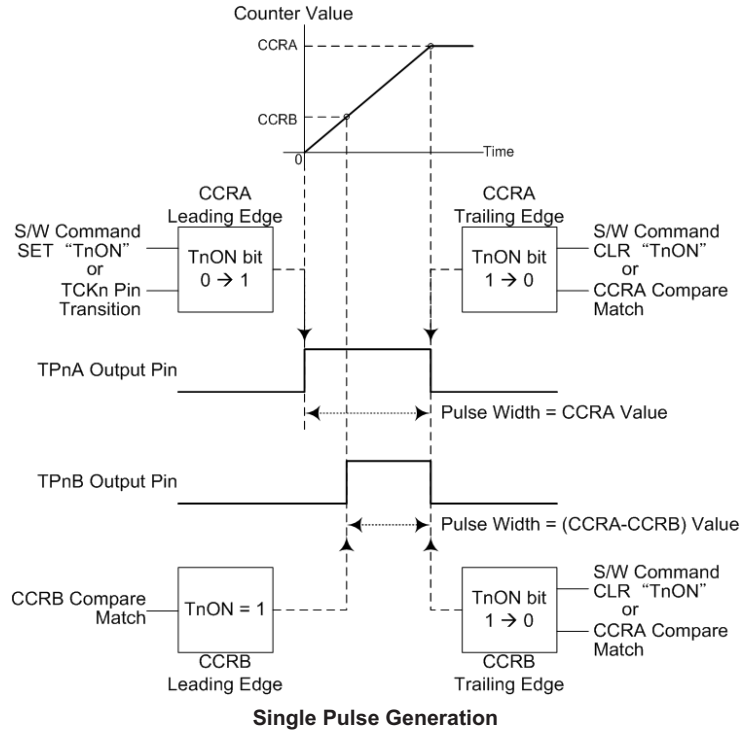 Counter Value
CCRA
CCRB
0
Time
CCRA
Leading Edge
S/W Command
SET “TnON”
or
TCKn Pin
Transition
TnON bit
0 → 1
CCRA
Trailing Edge
TnON bit
1 → 0
S/W Command
CLR “TnON”
or
CCRA Compare
Match
TPnA Output Pin
Pulse Width = CCRA Value
TPnB Output Pin
Pulse Width = (CCRA-CCRB) Value
CCRB Compare
Match
TnON = 1
CCRB
Leading Edge
TnON bit
1 → 0
CCRB
Trailing Edge
S/W Command
CLR “TnON”
or
CCRA Compare
Match
Single Pulse Generation